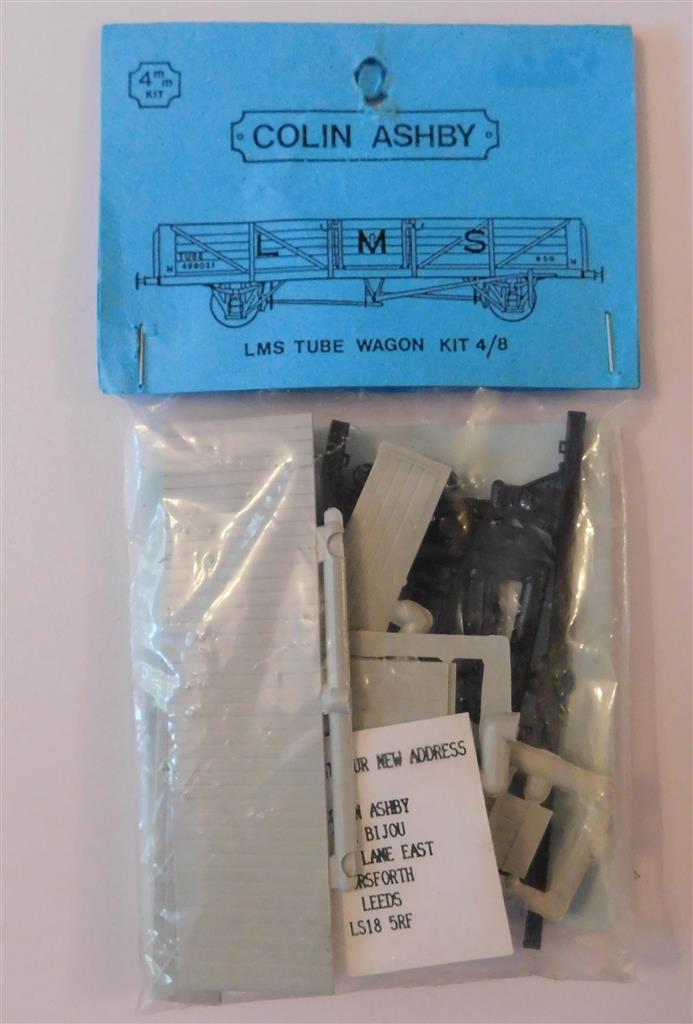 4mm
KIT
COLIN ASHBY
L M S
TUBE
N 499021
N
LMS TUBE WAGON KIT 4/8
UR NEW ADDRESS
N ASHBY
BIJOU
LANE EAST
RSFORTH
LEEDS
LS18 5RF